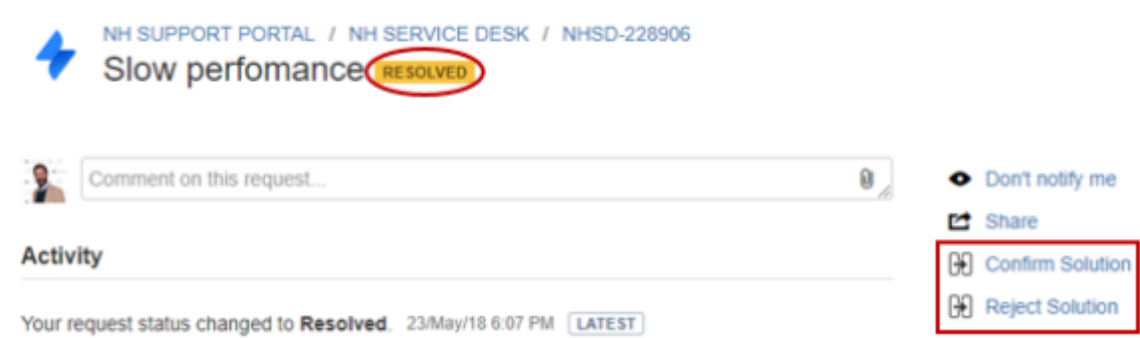 NH SUPPORT PORTAL / NH SERVICE DESK / NHSD-228906
Slow perfomance RESOLVED
Comment on this request...
Don't notify me
Share
Activity
Confirm Solution
Reject Solution
Your request status changed to Resolved. 23/May/18 6:07 PM LATEST